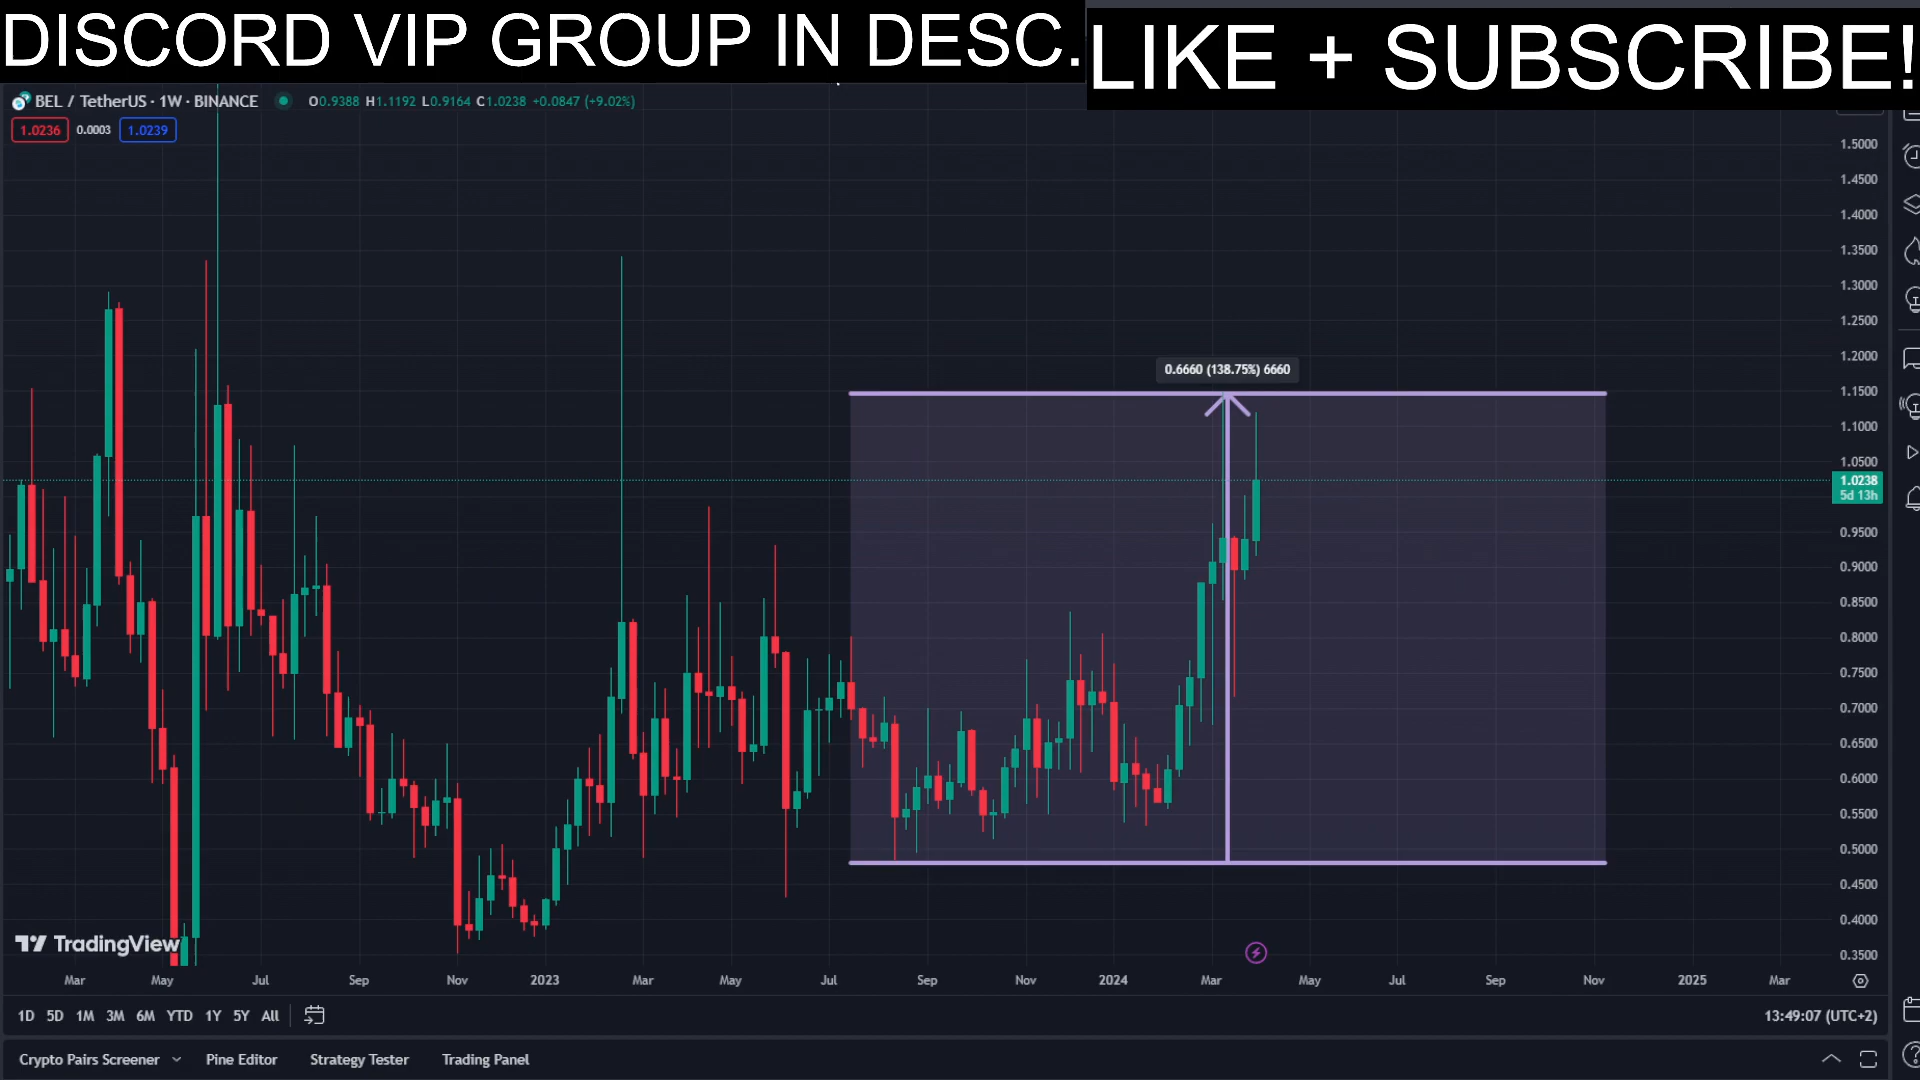 DISCORD VIP GROUP IN DESC.
LIKE + SUBSCRIBE!
BEL / TetherUS · 1W · BINANCE O0.9388 H1.1192 L0.9164 C1.0238 +0.0847 (+9.02%)
1.0236 0.0003 1.0239
1.5000
1.4500
1.4000
1.3500
1.3000
1.2500
1.2000
0.6660 (138.75%) 6660
1.1500
1.1000
1.0500
1.0238
5d 13h
0.9500
0.9000
0.8500
0.8000
0.7500
0.7000
0.6500
0.6000
0.5500
0.5000
0.4500
0.4000
TradingView
0.3500
Mar May Jul Sep Nov 2023 Mar May Jul Sep Nov 2024 Mar May Jul Sep Nov 2025 Mar
1D 5D 1M 3M 6M YTD 1Y 5Y All 13:49:07 (UTC+2)
Crypto Pairs Screener Pine Editor Strategy Tester Trading Panel